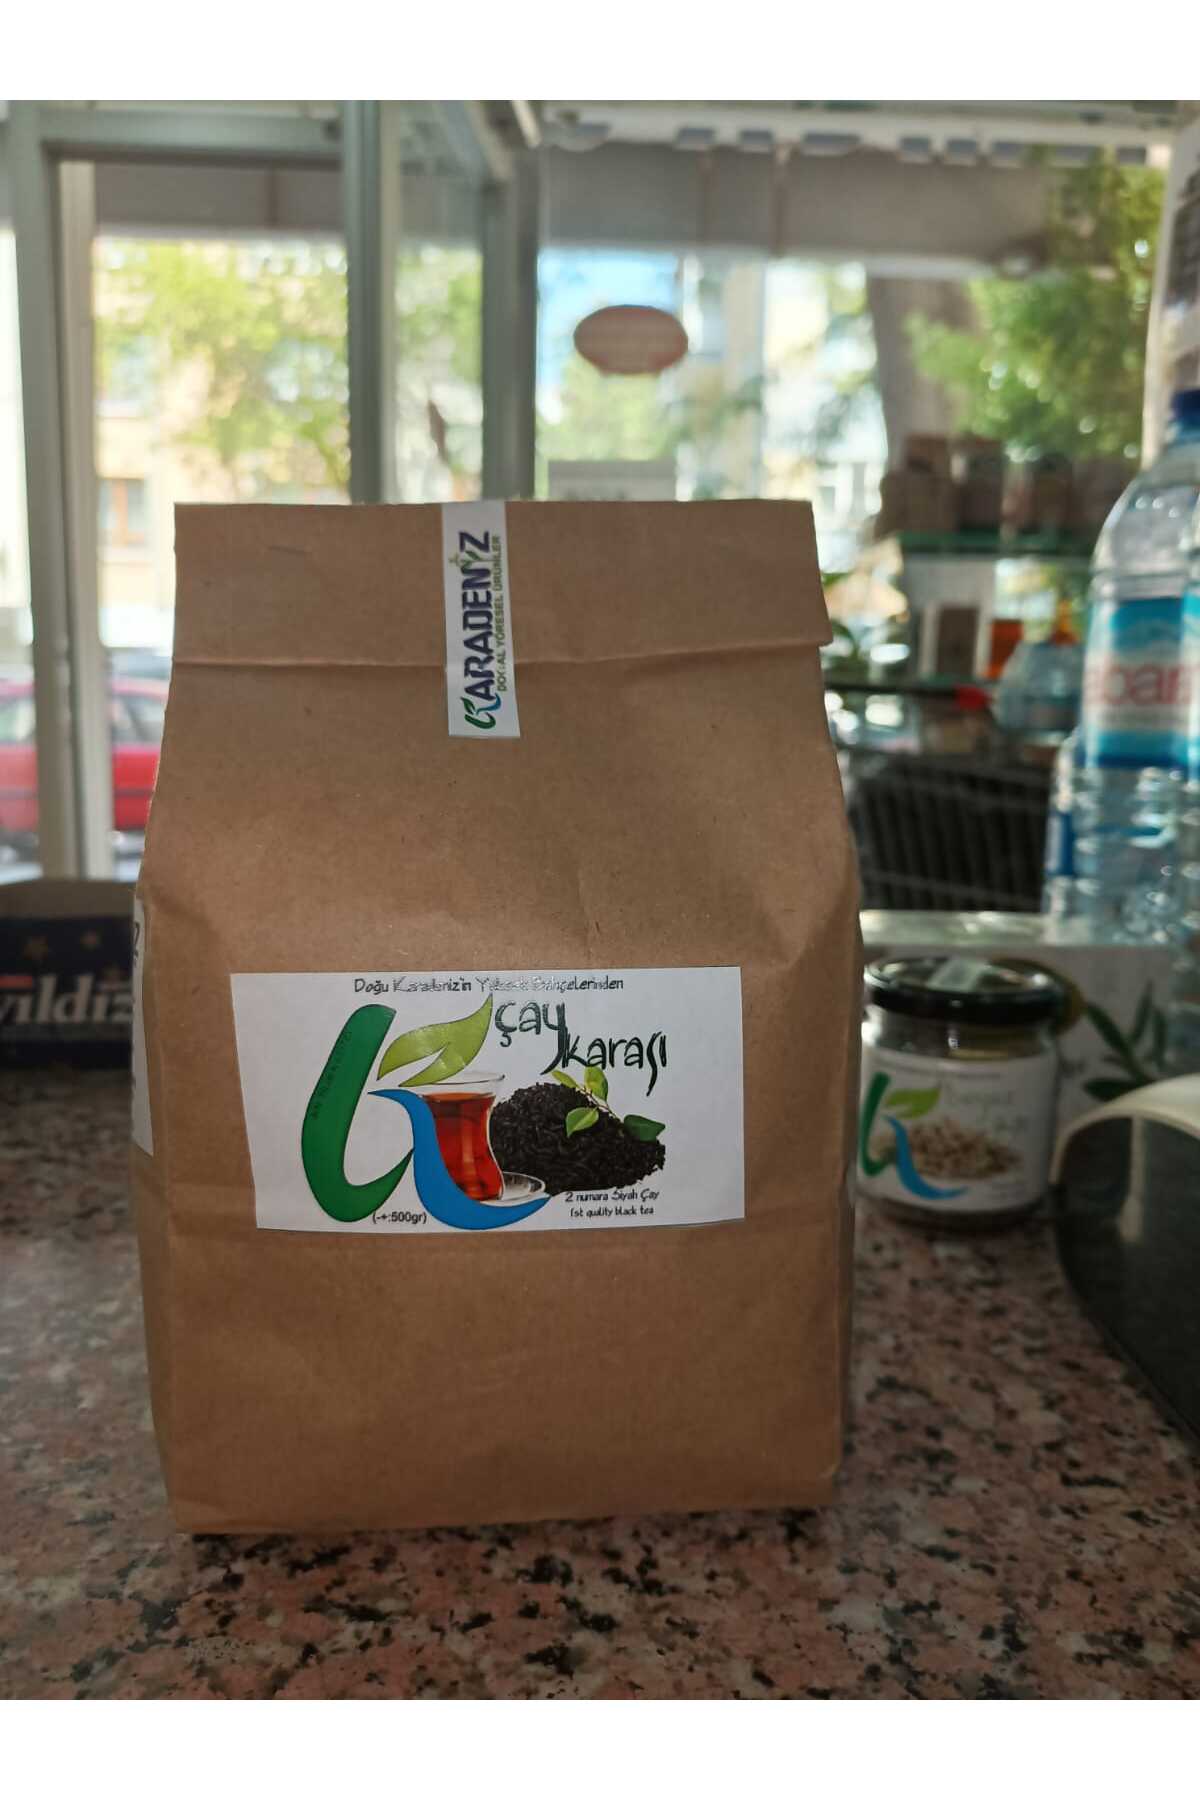 KARADENİZ
DOĞAL YÖRESEL ÜRÜNLER
Doğu Karadeniz'in Yüksek Bahçelerinden
çay
karası
(-+:500gr)
2 numara Siyah Çay
1st quality black tea
yıldız